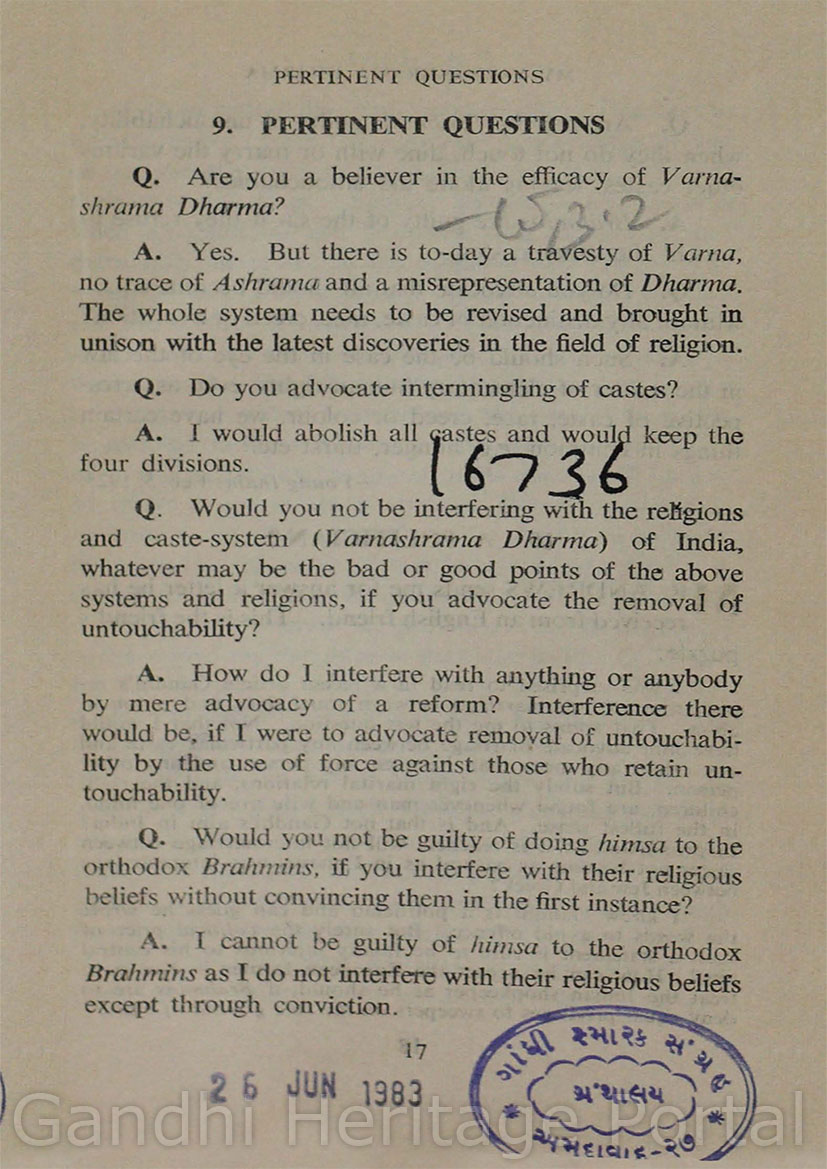 PERTINENT QUESTIONS
9. PERTINENT QUESTIONS
Q. Are you a believer in the efficacy of Varna-
shrama Dharma?
A. Yes. But there is to-day a travesty of Varna,
no trace of Ashrama and a misrepresentation of Dharma.
The whole system needs to be revised and brought in
unison with the latest discoveries in the field of religion.
Q. Do you advocate intermingling of castes?
A. I would abolish all castes and would keep the
four divisions.
16736
Q. Would you not be interfering with the religions
and caste-system (Varnashrama Dharma) of India,
whatever may be the bad or good points of the above
systems and religions, if you advocate the removal of
untouchability?
A. How do I interfere with anything or anybody
by mere advocacy of a reform? Interference there
would be, if I were to advocate removal of untouchabi-
lity by the use of force against those who retain un-
touchability.
Q. Would you not be guilty of doing himsa to the
orthodox Brahmins, if you interfere with their religious
beliefs without convincing them in the first instance?
A. I cannot be guilty of himsa to the orthodox
Brahmins as I do not interfere with their religious beliefs
except through conviction.
17
26 JUN 1983
ગાંધી સ્મારક સંગ્રહ
ગ્રંથાલય
અમદાવાદ-૨૭
Gandhi Heritage Portal